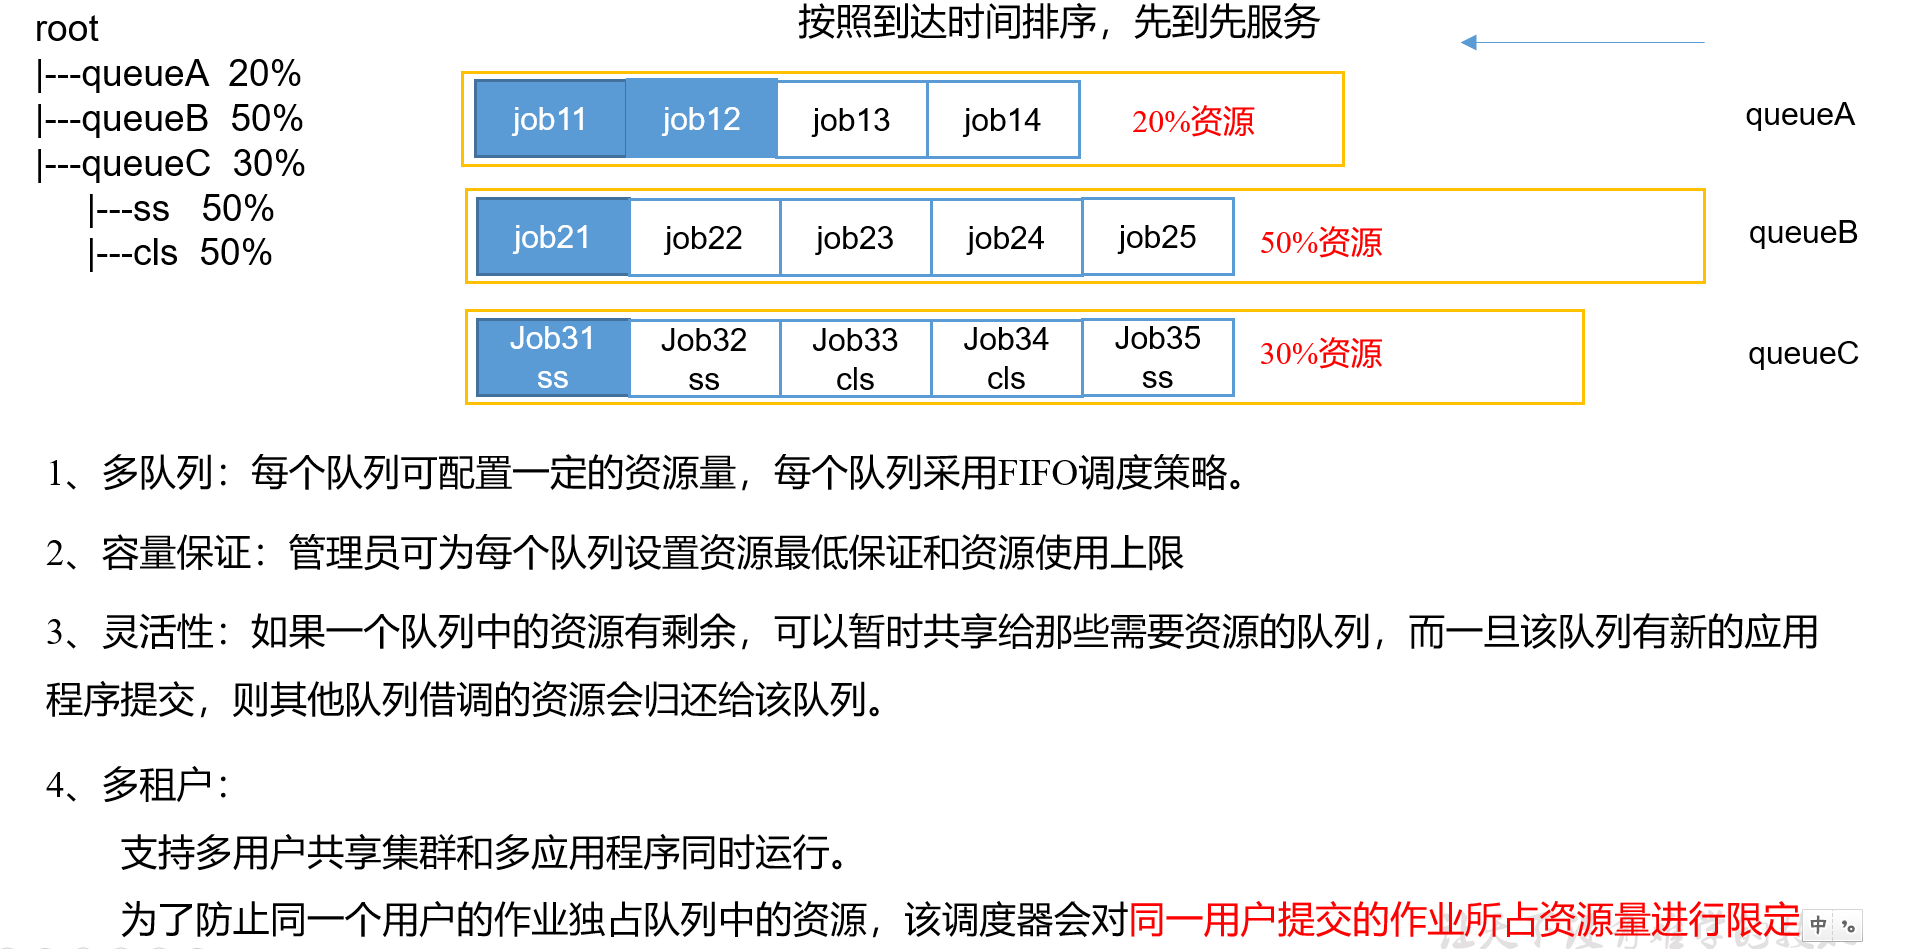 root
|---queueA 20%
|---queueB 50%
|---queueC 30%
|---ss 50%
|---cls 50%
按照到达时间排序，先到先服务
job11 job12 job13 job14 20%资源 queueA
job21 job22 job23 job24 job25 50%资源 queueB
Job31 ss Job32 ss Job33 cls Job34 cls Job35 ss 30%资源 queueC
1、多队列：每个队列可配置一定的资源量，每个队列采用FIFO调度策略。
2、容量保证：管理员可为每个队列设置资源最低保证和资源使用上限
3、灵活性：如果一个队列中的资源有剩余，可以暂时共享给那些需要资源的队列，而一旦该队列有新的应用
程序提交，则其他队列借调的资源会归还给该队列。
4、多租户：
支持多用户共享集群和多应用程序同时运行。
为了防止同一个用户的作业独占队列中的资源，该调度器会对同一用户提交的作业所占资源量进行限定
中